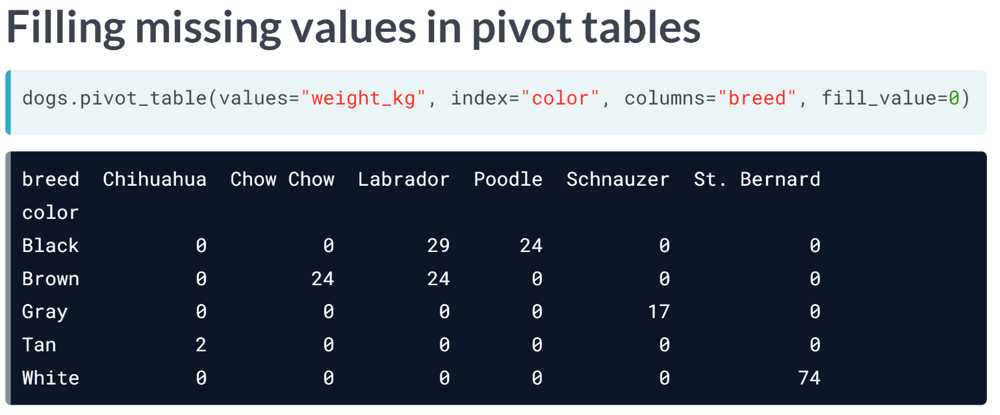 Filling missing values in pivot tables
dogs.pivot_table(values="weight_kg", index="color", columns="breed", fill_value=0)
breed  Chihuahua  Chow Chow  Labrador  Poodle  Schnauzer  St. Bernard
color
Black          0          0        29      24          0            0
Brown          0         24        24       0          0            0
Gray           0          0         0       0         17            0
Tan            2          0         0       0          0            0
White          0          0         0       0          0           74